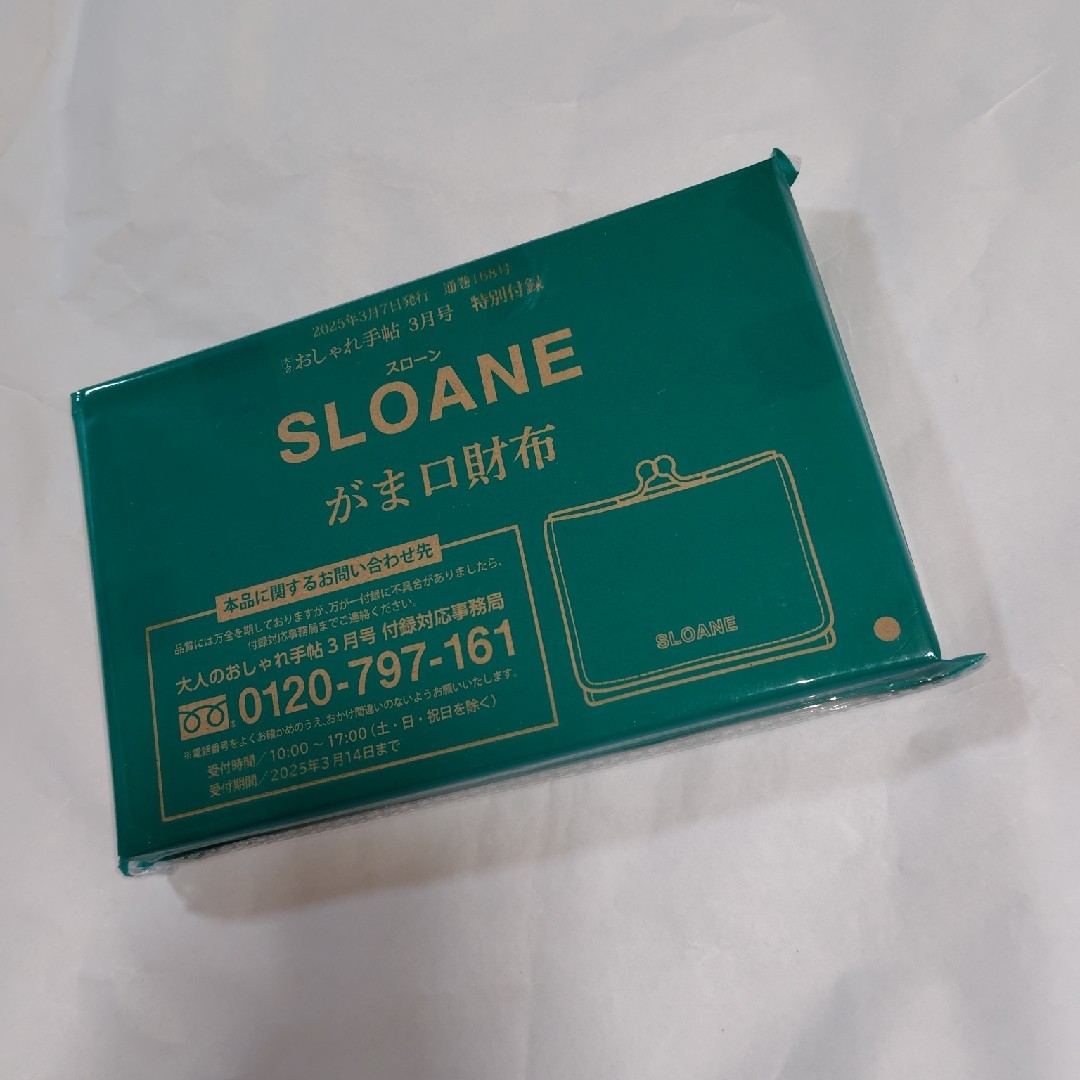 2025年3月7日発行 通巻168号
大人のおしゃれ手帖 3月号 特別付録
スローン
SLOANE
がま口財布
本品に関するお問い合わせ先
品質には万全を期しておりますが、万が一付録に不具合がありましたら、
付録対応事務局までご連絡ください。
大人のおしゃれ手帖3月号 付録対応事務局
0120-797-161
※電話番号をよくお確かめのうえ、おかけ間違いのないようお願いいたします。
受付時間/10:00～17:00(土・日・祝日を除く)
受付期間/2025年3月14日まで
SLOANE